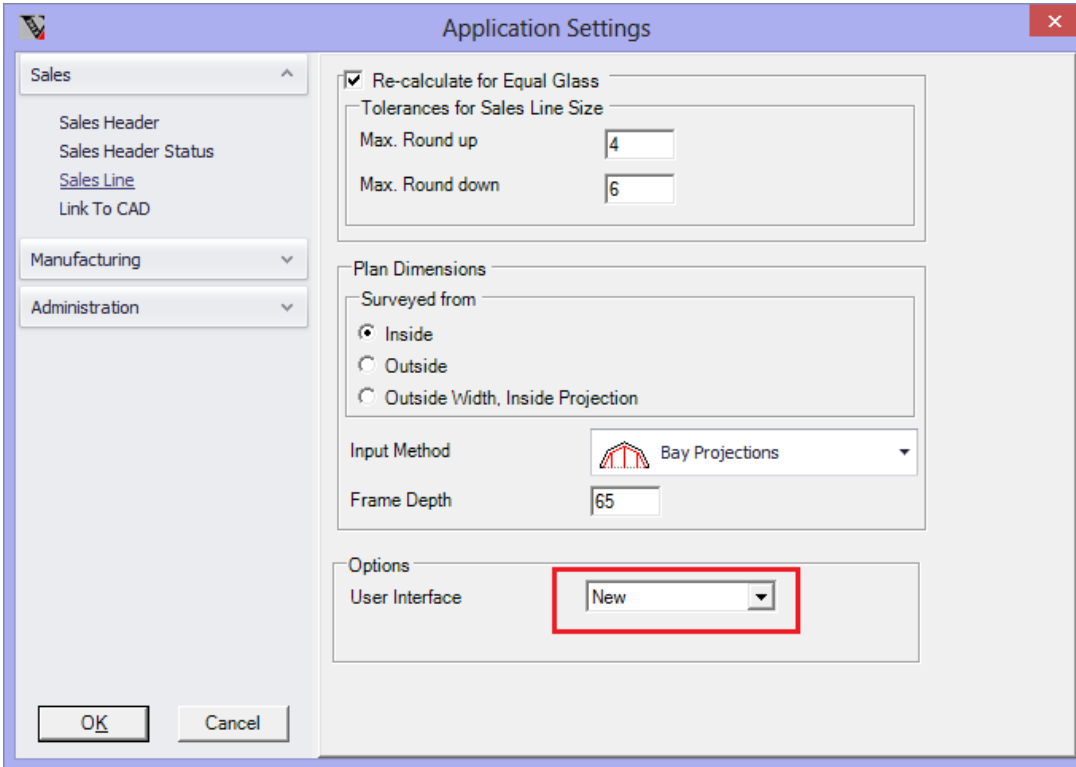 Application Settings
Sales
Sales Header
Sales Header Status
Sales Line
Link To CAD
Manufacturing
Administration
OK
Cancel
Re-calculate for Equal Glass
Tolerances for Sales Line Size
Max. Round up
4
Max. Round down
6
Plan Dimensions
Surveyed from
Inside
Outside
Outside Width, Inside Projection
Input Method
Bay Projections
Frame Depth
65
Options
User Interface
New